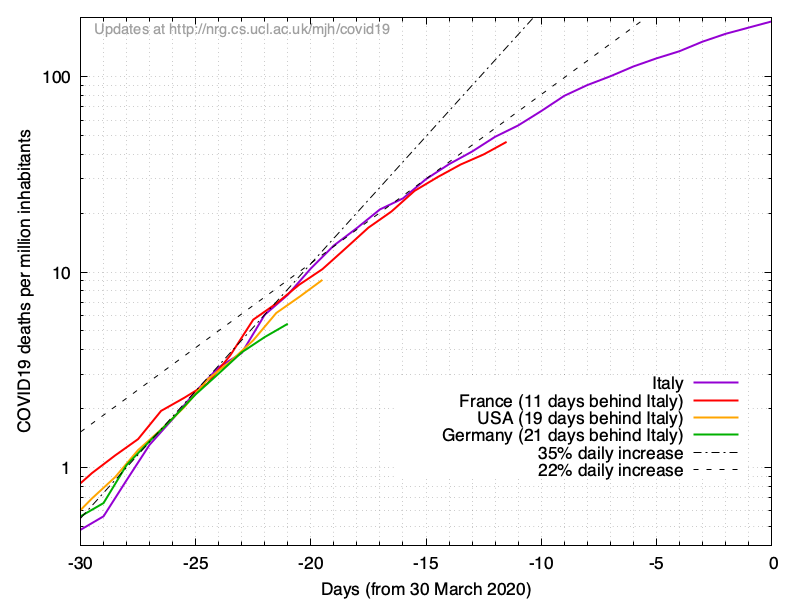 Updates at http://nrg.cs.ucl.ac.uk/mjh/covid19
100
10
1
COVID19 deaths per million inhabitants
Italy
France (11 days behind Italy)
USA (19 days behind Italy)
Germany (21 days behind Italy)
35% daily increase
22% daily increase
-30 -25 -20 -15 -10 -5 0
Days (from 30 March 2020)